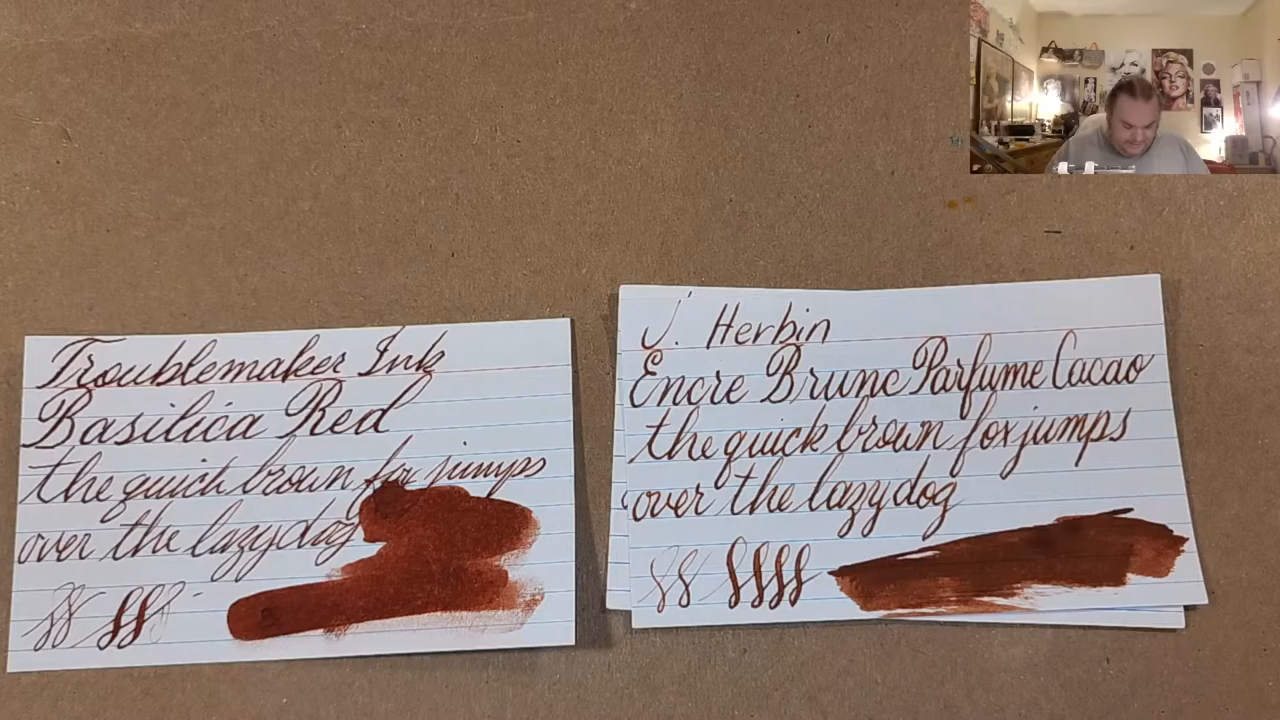 Troublemaker Ink
Basilica Red
the quick brown fox jumps
over the lazy dog
J. Herbin
Encre Brune Parfume Cacao
the quick brown fox jumps
over the lazy dog